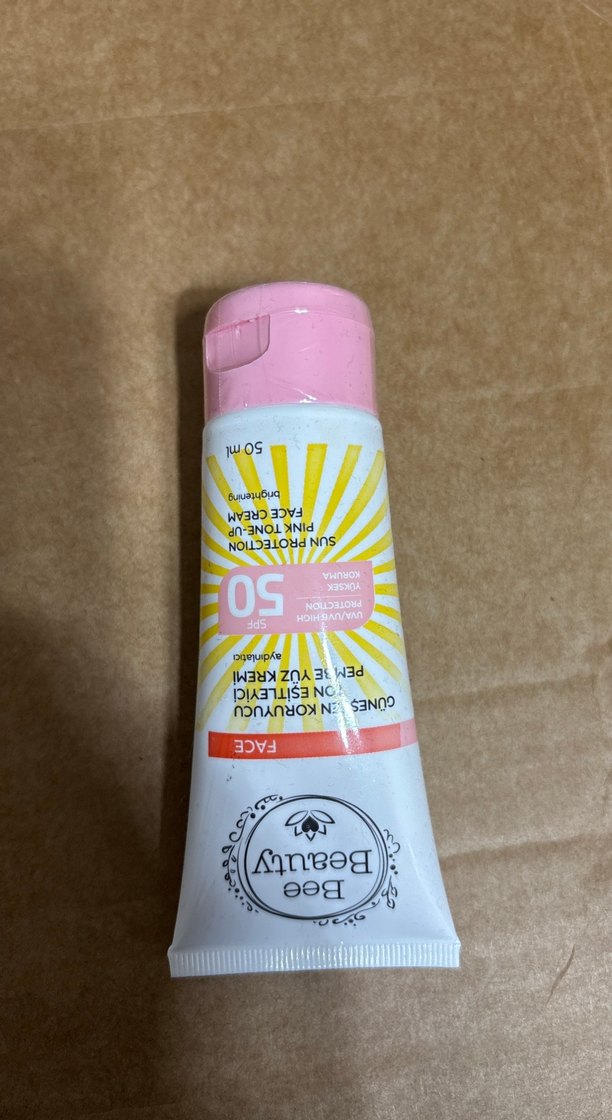 Bee
Beauty
FACE
GÜNEŞTEN KORUYUCU
TON EŞİTLEYİCİ
PEMBE YÜZ KREMİ
aydınlatıcı
UVA/UVB HIGH
PROTECTION
YÜKSEK
KORUMA
SPF
50
SUN PROTECTION
PINK TONE-UP
FACE CREAM
brightening
50 ml